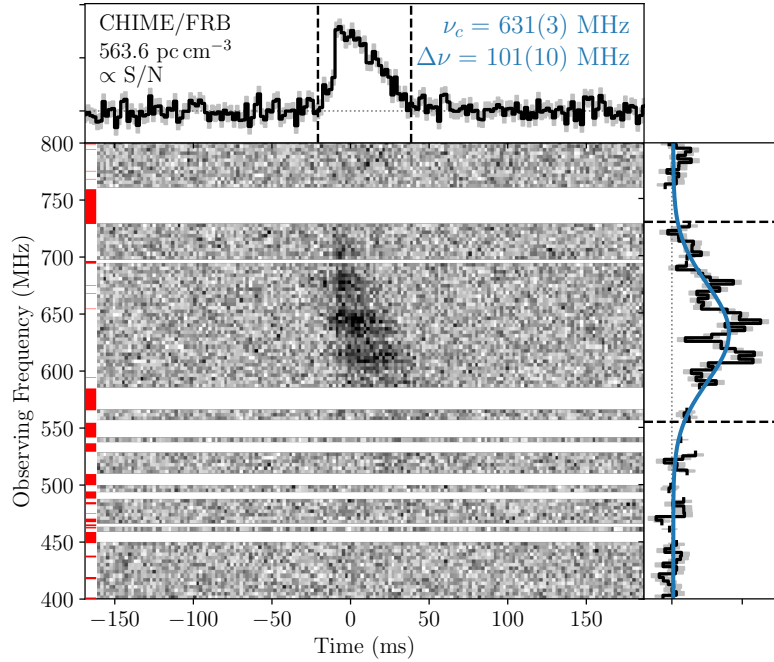 CHIME/FRB
563.6 pc cm⁻³
∝ S/N
ν_c = 631(3) MHz
Δν = 101(10) MHz
Observing Frequency (MHz)
800
750
700
650
600
550
500
450
400
−150
−100
−50
0
50
100
150
Time (ms)